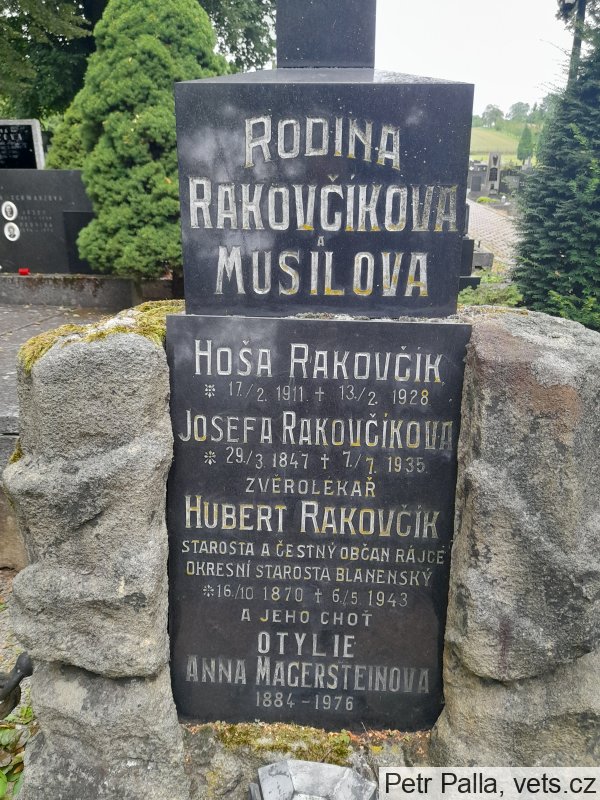 RODINA
RAKOVČÍKOVA
A
MUSILOVA
HOŠA RAKOVČÍK
* 17/2. 1911. + 13/2. 1928
JOSEFA RAKOVČÍKOVA
* 29/3. 1847 + 7/7. 1935.
ZVĚROLÉKAŘ
HUBERT RAKOVČÍK
STAROSTA A ČESTNÝ OBČAN RÁJCE
OKRESNÍ STAROSTA BLANENSKÝ
*16/10 1870 + 6/5 1943
A JEHO CHOŤ
OTYLIE
ANNA MAGERSTEINOVA
1884 - 1976
Petr Palla, vets.cz